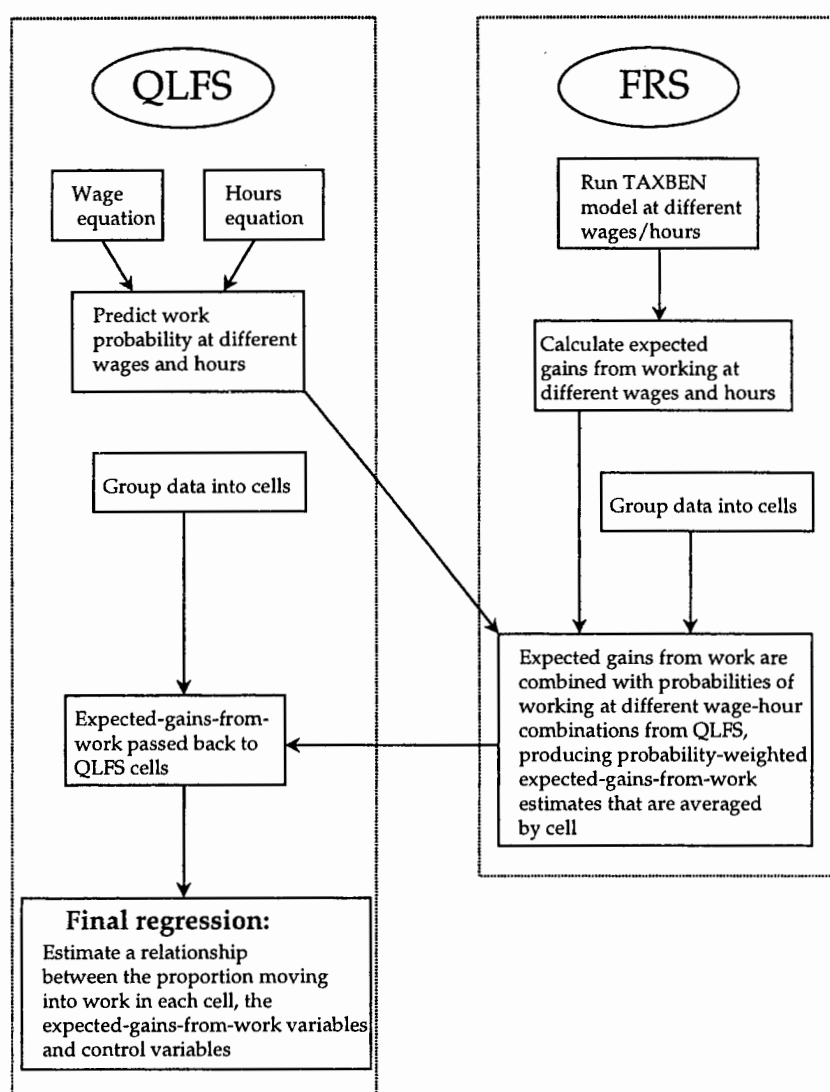 QLFS
Wage
equation
Hours
equation
Predict work
probability at different
wages and hours
Group data into cells
Expected-gains-from-
work passed back to
QLFS cells
Final regression:
Estimate a relationship
between the proportion moving
into work in each cell, the
expected-gains-from-work variables
and control variables
FRS
Run TAXBEN
model at different
wages/hours
Calculate expected
gains from working at
different wages and hours
Group data into cells
Expected gains from work are
combined with probabilities of
working at different wage-hour
combinations from QLFS,
producing probability-weighted
expected-gains-from-work
estimates that are averaged
by cell